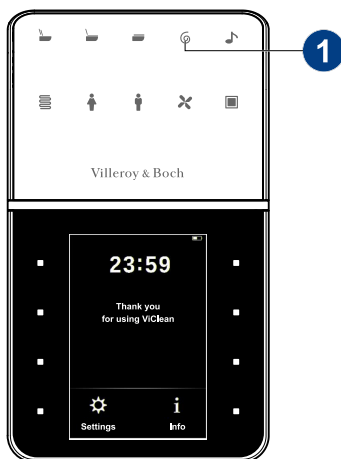 1
Villeroy & Boch
23:59
Thank you
for using ViClean
Settings
i
Info